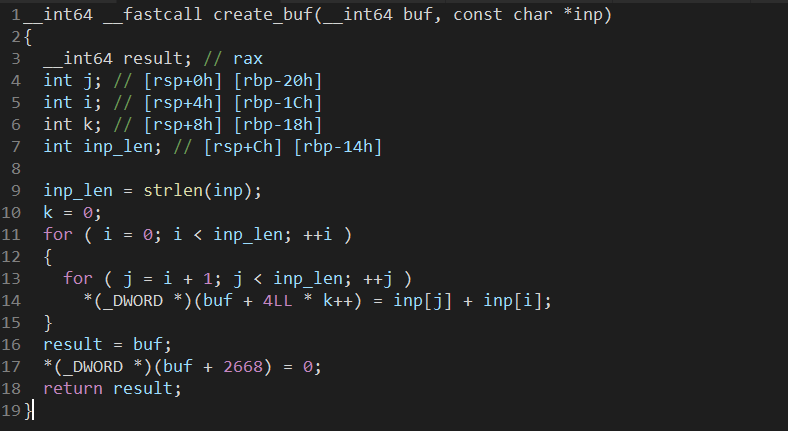 1 __int64 __fastcall create_buf(__int64 buf, const char *inp)
2 {
3   __int64 result; // rax
4   int j; // [rsp+0h] [rbp-20h]
5   int i; // [rsp+4h] [rbp-1Ch]
6   int k; // [rsp+8h] [rbp-18h]
7   int inp_len; // [rsp+Ch] [rbp-14h]
8
9   inp_len = strlen(inp);
10   k = 0;
11   for ( i = 0; i < inp_len; ++i )
12   {
13     for ( j = i + 1; j < inp_len; ++j )
14       *(_DWORD *)(buf + 4LL * k++) = inp[j] + inp[i];
15   }
16   result = buf;
17   *(_DWORD *)(buf + 2668) = 0;
18   return result;
19 }